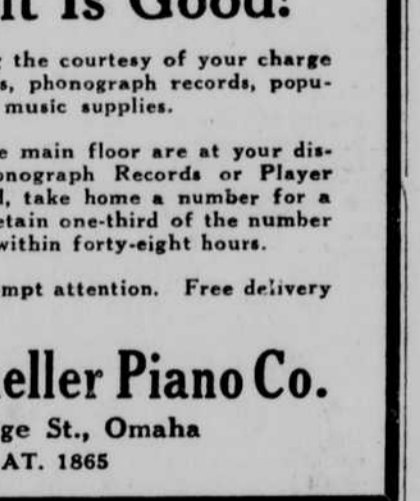 it Is Good!
the courtesy of your charge
s, phonograph records, popu-
music supplies.
e main floor are at your dis-
onograph Records or Player
d, take home a number for a
etain one-third of the number
within forty-eight hours.
mpt attention. Free delivery
eller Piano Co.
ge St., Omaha
AT. 1865